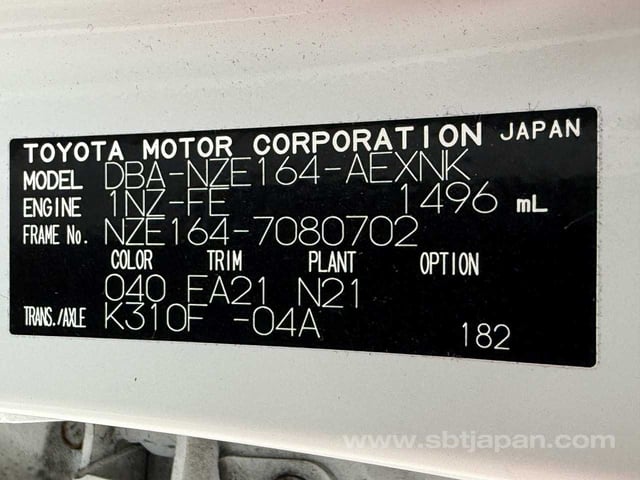 TOYOTA MOTOR CORPORATION JAPAN
MODEL DBA-NZE164-AEXNK
ENGINE 1NZ-FE 1496 mL
FRAME No. NZE164-7080702
COLOR TRIM PLANT OPTION
040 FA21 N21
TRANS./AXLE K310F -04A 182
www.sbtjapan.com